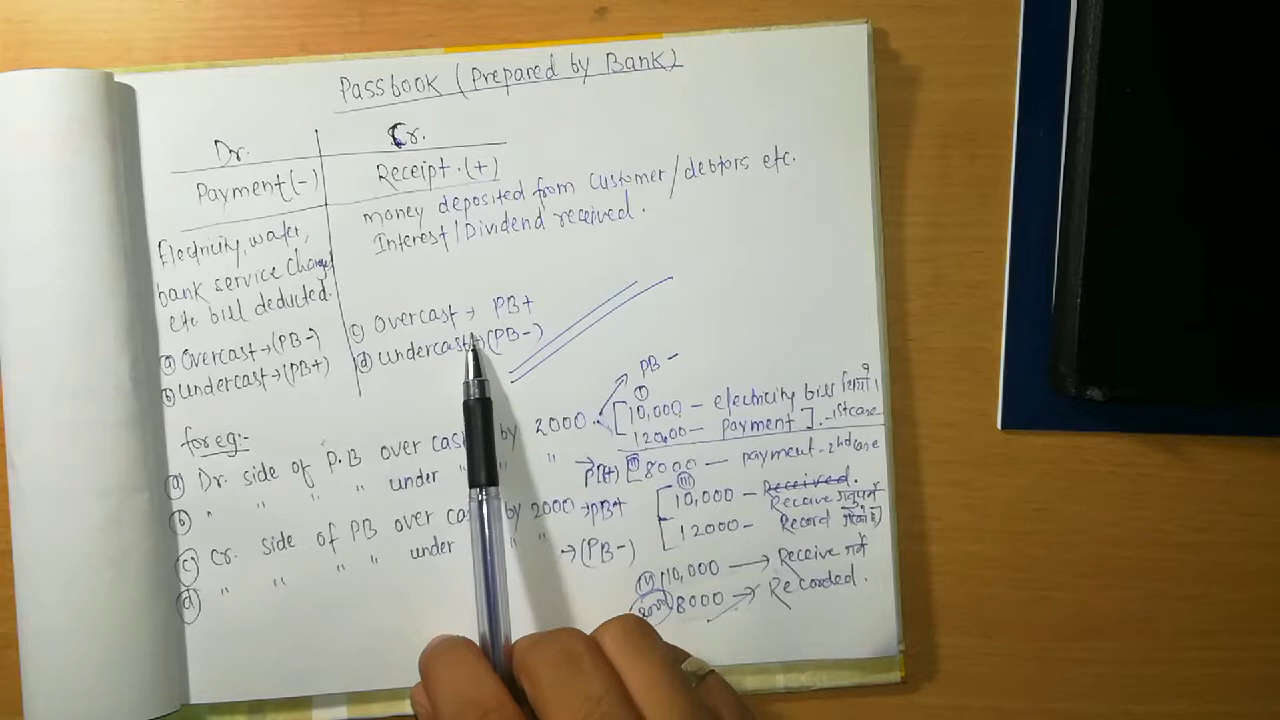 Passbook (Prepared by Bank)
Dr.
Cr.
Payment (-)
Receipt. (+)
Electricity, water,
bank service charge
etc bill deducted.
money deposited from customer/debtors etc.
Interest/Dividend received.
ⓐ Overcast → (PB-)
ⓑ Undercast → (PB+)
ⓒ Overcast → PB+
ⓓ Undercast → (PB-)
for eg:-
ⓐ Dr. side of P.B over cast by 2000.
ⓑ " " " " under " " "
ⓒ Cr. side of PB over cast by 2000 → PB+
ⓓ " " " " under " " → (PB-)
PB -
Ⓘ
10,000 - electricity bill
12000 - payment ] - 1st case
P(+) Ⓘ 8000 - payment - 2nd case
Ⓘ
10,000 - Received.
Receive
12000 - Record
Ⓘ 10,000 → Receive गर्ने
2000 8000 → Recorded.